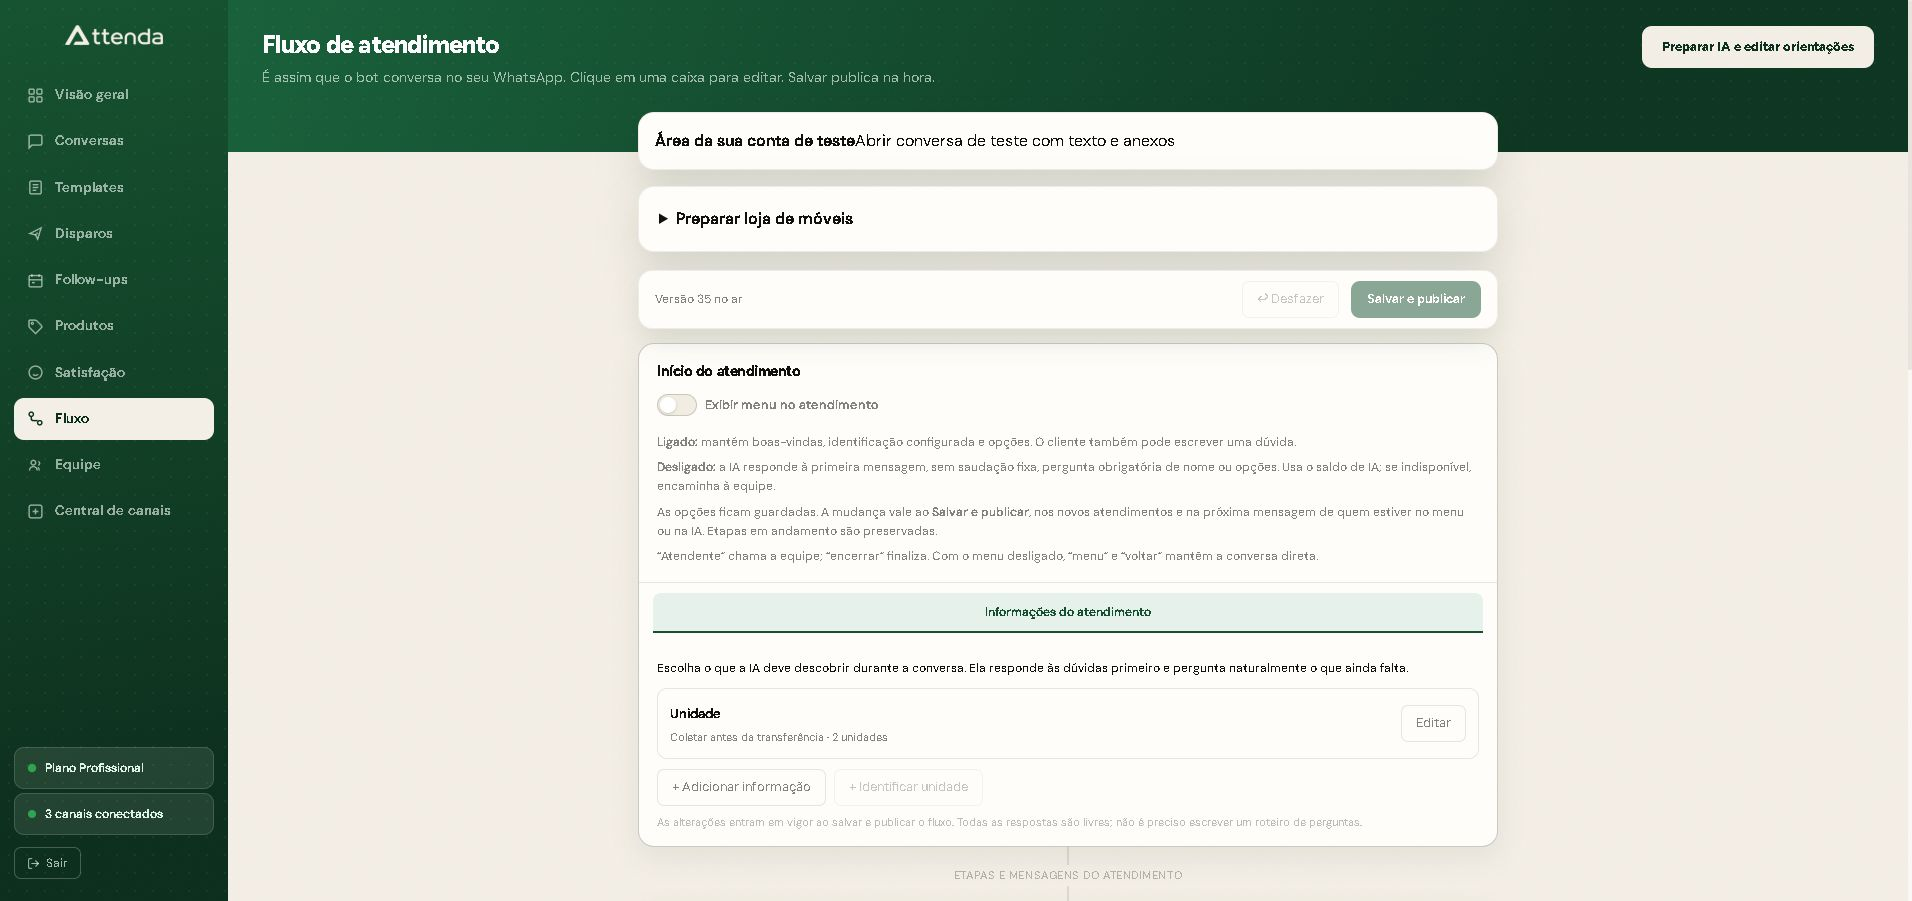 Attenda
Visão geral
Conversas
Templates
Disparos
Follow-ups
Produtos
Satisfação
Fluxo
Equipe
Central de canais
Plano Profissional
3 canais conectados
Sair
Fluxo de atendimento
É assim que o bot conversa no seu WhatsApp. Clique em uma caixa para editar. Salvar publica na hora.
Preparar IA e editar orientações
Área da sua conta de testeAbrir conversa de teste com texto e anexos
▶ Preparar loja de móveis
Versão 35 no ar
↩ Desfazer
Salvar e publicar
Início do atendimento
Exibir menu no atendimento
Ligado: mantém boas-vindas, identificação configurada e opções. O cliente também pode escrever uma dúvida.
Desligado: a IA responde à primeira mensagem, sem saudação fixa, pergunta obrigatória de nome ou opções. Usa o saldo de IA; se indisponível,
encaminha à equipe.
As opções ficam guardadas. A mudança vale ao Salvar e publicar, nos novos atendimentos e na próxima mensagem de quem estiver no menu
ou na IA. Etapas em andamento são preservadas.
“Atendente” chama a equipe; “encerrar” finaliza. Com o menu desligado, “menu” e “voltar” mantêm a conversa direta.
Informações do atendimento
Escolha o que a IA deve descobrir durante a conversa. Ela responde às dúvidas primeiro e pergunta naturalmente o que ainda falta.
Unidade
Coletar antes da transferência · 2 unidades
Editar
+ Adicionar informação
+ Identificar unidade
As alterações entram em vigor ao salvar e publicar o fluxo. Todas as respostas são livres; não é preciso escrever um roteiro de perguntas.
ETAPAS E MENSAGENS DO ATENDIMENTO